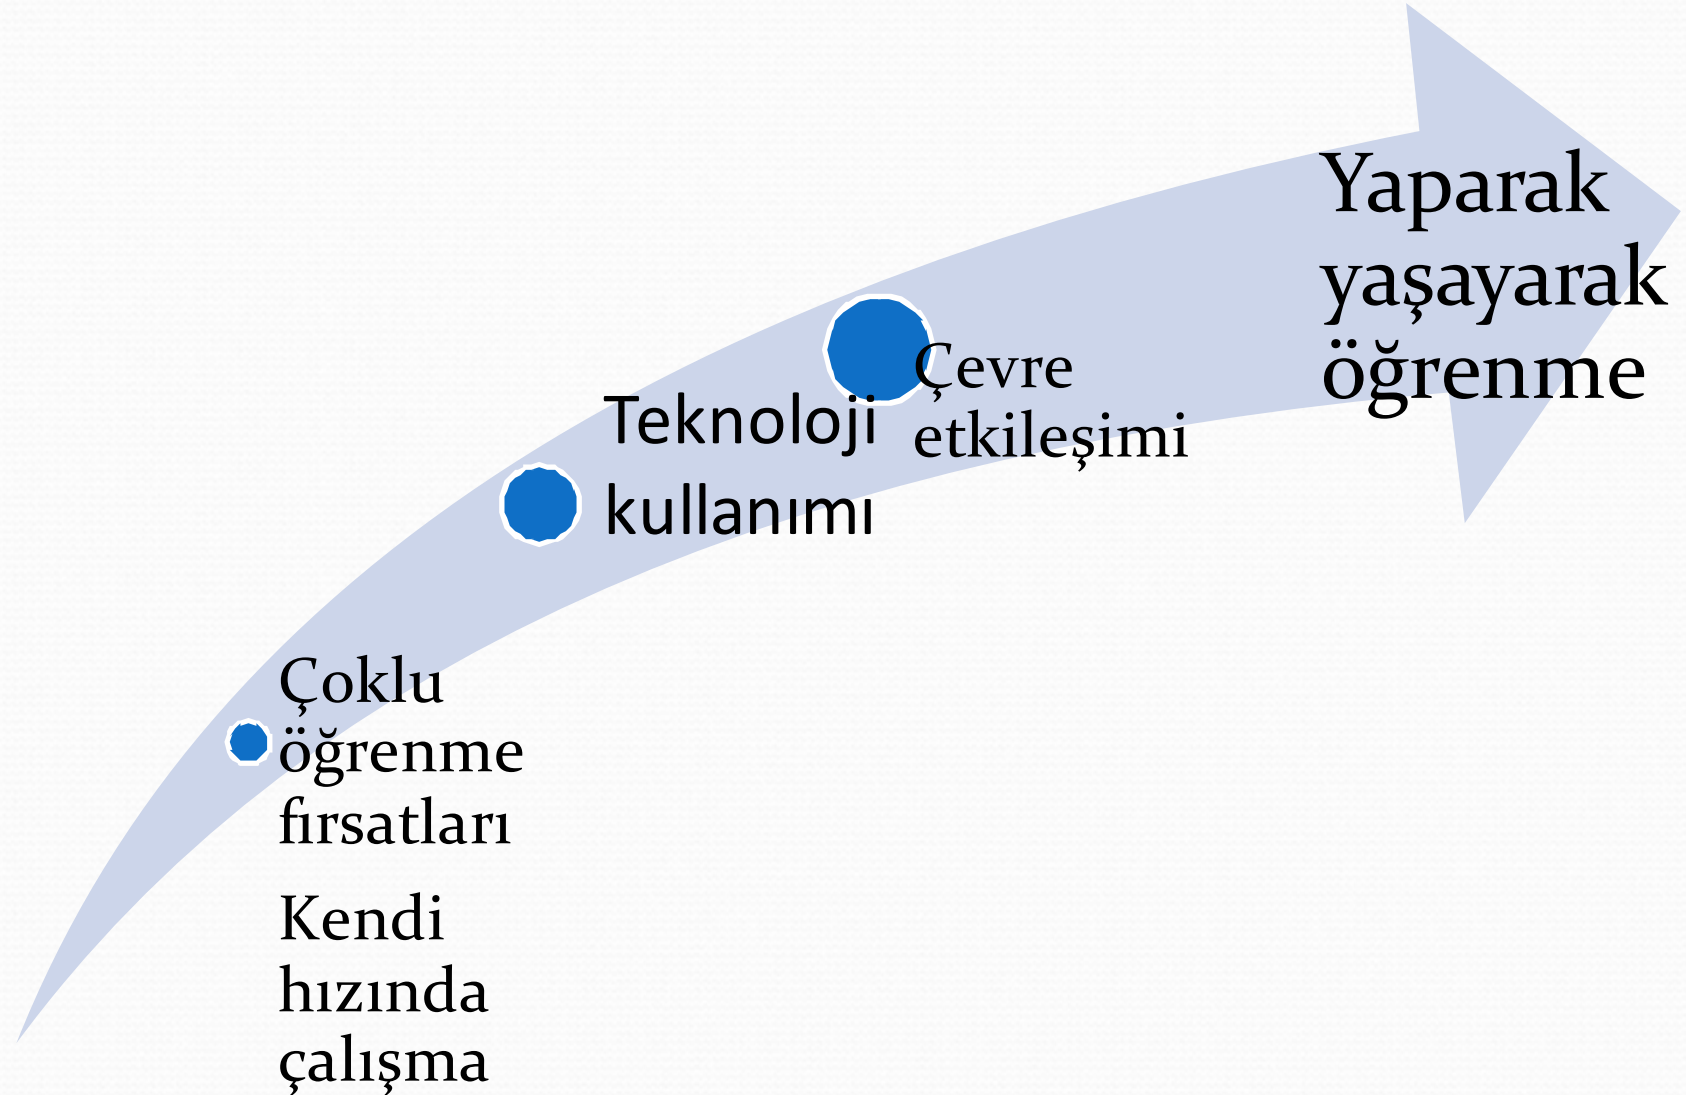 Çoklu
öğrenme
fırsatları
Kendi
hızında
çalışma
Teknoloji
kullanımı
Çevre
etkileşimi
Yaparak
yaşayarak
öğrenme